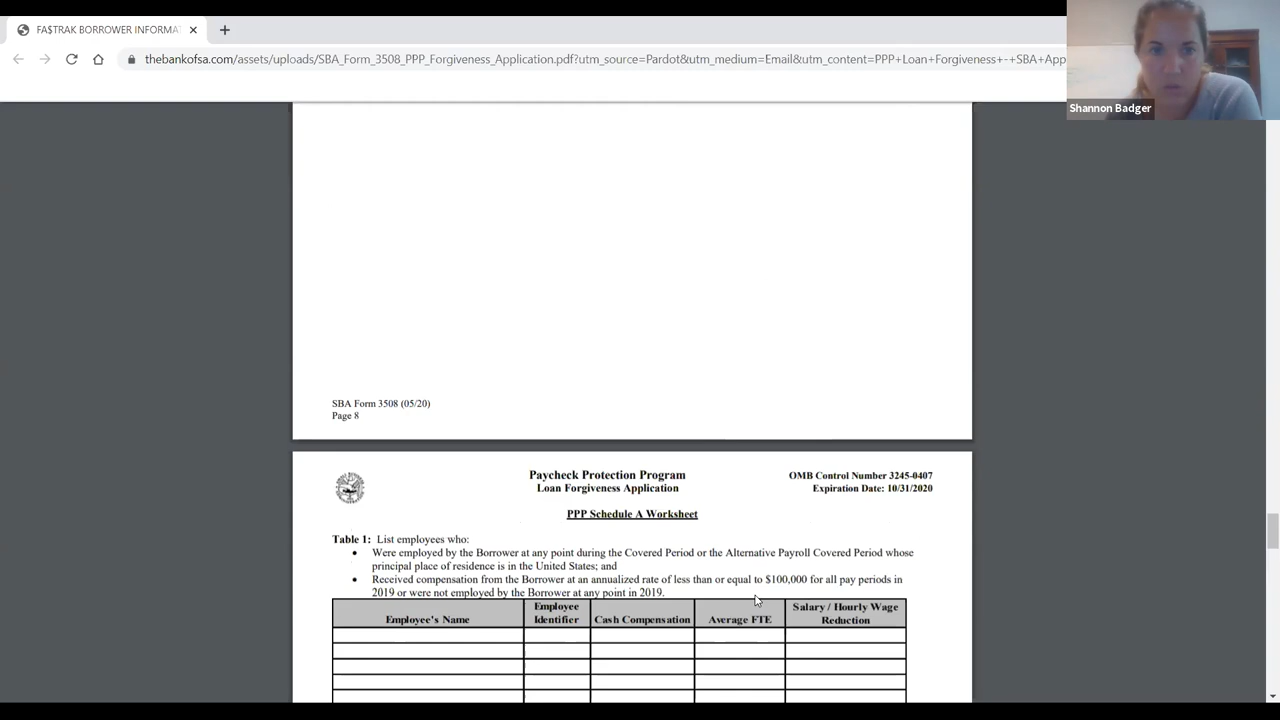 FA$TRAK BORROWER INFORMA
thebankofsa.com/assets/uploads/SBA_Form_3508_PPP_Forgiveness_Application.pdf?utm_source=Pardot&utm_medium=Email&utm_content=PPP+Loan+Forgiveness+-+SBA+App
Shannon Badger
SBA Form 3508 (05/20)
Page 8
Paycheck Protection Program
Loan Forgiveness Application
OMB Control Number 3245-0407
Expiration Date: 10/31/2020
PPP Schedule A Worksheet
Table 1: List employees who:
• Were employed by the Borrower at any point during the Covered Period or the Alternative Payroll Covered Period whose
principal place of residence is in the United States; and
• Received compensation from the Borrower at an annualized rate of less than or equal to $100,000 for all pay periods in
2019 or were not employed by the Borrower at any point in 2019.
Employee's Name
Employee
Identifier
Cash Compensation
Average FTE
Salary / Hourly Wage
Reduction